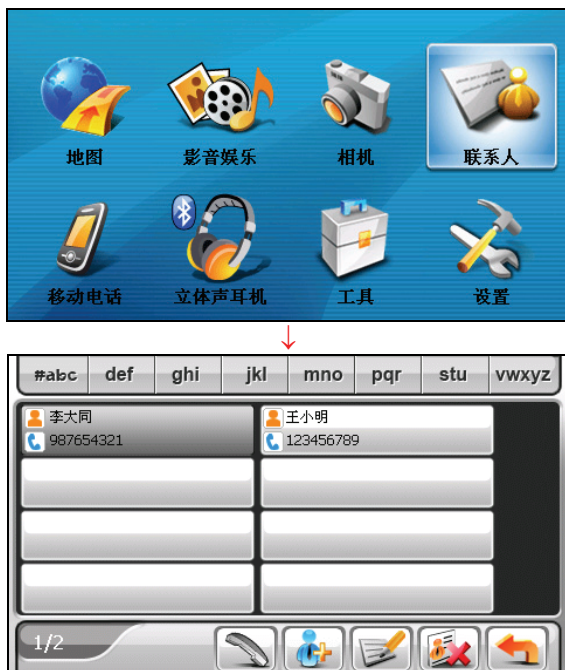 地图 影音娱乐 相机 联系人
移动电话 立体声耳机 工具 设置
#abc def ghi jkl mno pqr stu vwxyz
李大同 王小明
987654321 123456789
1/2